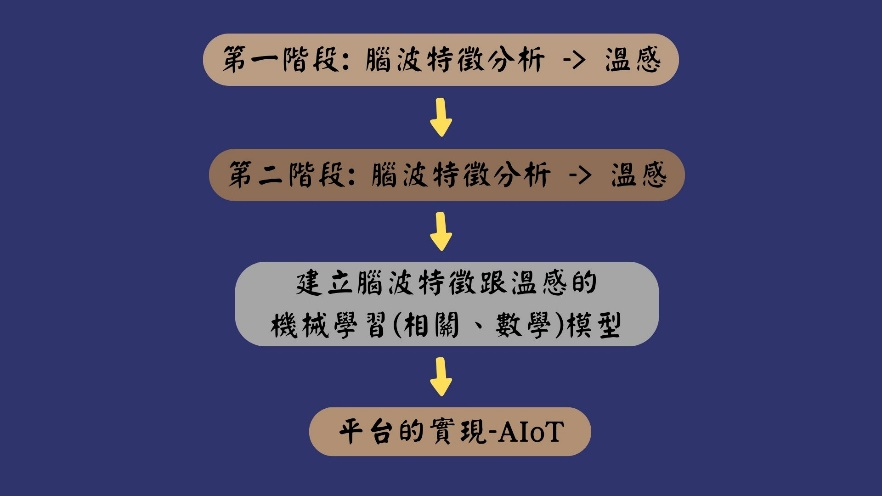 第一階段: 腦波特徵分析 -> 溫感
第二階段: 腦波特徵分析 -> 溫感
建立腦波特徵跟溫感的
機械學習(相關、數學)模型
平台的實現-AIoT